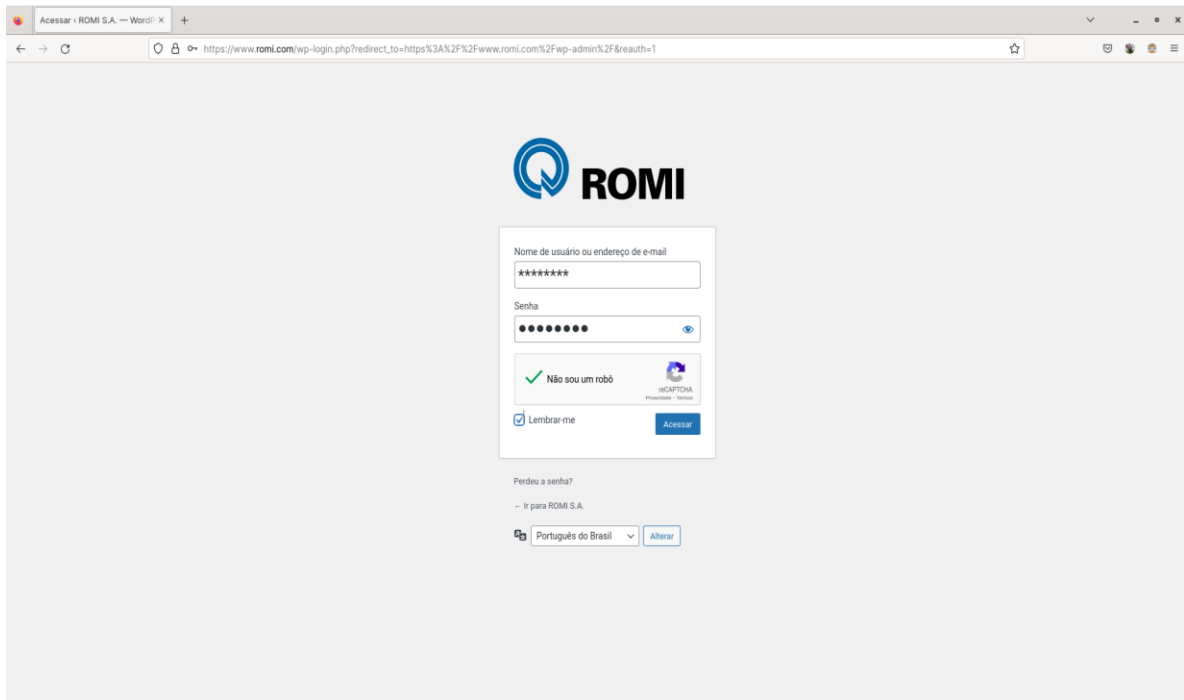 Acessar ‹ ROMI S.A. — WordP
https://www.romi.com/wp-login.php?redirect_to=https%3A%2F%2Fwww.romi.com%2Fwp-admin%2F&reauth=1
ROMI
Nome de usuário ou endereço de e-mail
********
Senha
●●●●●●●●
Não sou um robô
reCAPTCHA
Privacidade - Termos
Lembrar-me
Acessar
Perdeu a senha?
← Ir para ROMI S.A.
Português do Brasil
Alterar